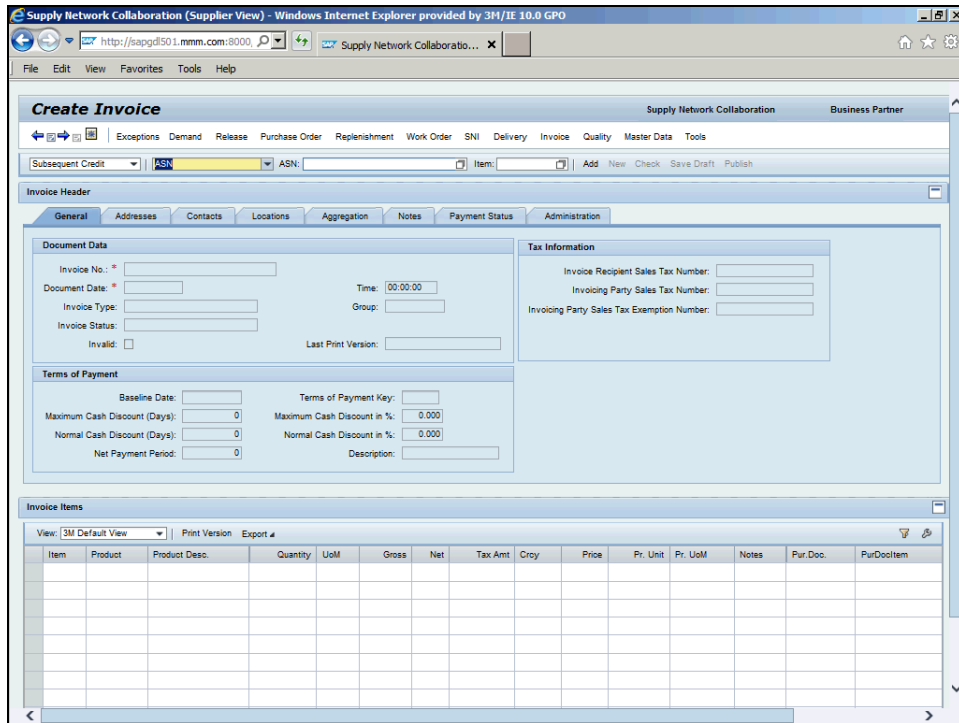 Supply Network Collaboration (Supplier View) - Windows Internet Explorer provided by 3M/IE 10.0 GPO
http://sapgdl501.mmm.com:8000, Supply Network Collaboratio... X
File Edit View Favorites Tools Help
Create Invoice Supply Network Collaboration Business Partner
Exceptions Demand Release Purchase Order Replenishment Work Order SNI Delivery Invoice Quality Master Data Tools
Subsequent Credit ASN ASN: Item: Add New Check Save Draft Publish
Invoice Header
General Addresses Contacts Locations Aggregation Notes Payment Status Administration
Document Data Tax Information
Invoice No.: * Invoice Recipient Sales Tax Number:
Document Date: * Time: 00:00:00 Invoicing Party Sales Tax Number:
Invoice Type: Group: Invoicing Party Sales Tax Exemption Number:
Invoice Status:
Invalid: Last Print Version:
Terms of Payment
Baseline Date: Terms of Payment Key:
Maximum Cash Discount (Days): 0 Maximum Cash Discount in %: 0.000
Normal Cash Discount (Days): 0 Normal Cash Discount in %: 0.000
Net Payment Period: 0 Description:
Invoice Items
View: 3M Default View Print Version Export
Item Product Product Desc. Quantity UoM Gross Net Tax Amt Crcy Price Pr. Unit Pr. UoM Notes Pur.Doc. PurDocItem